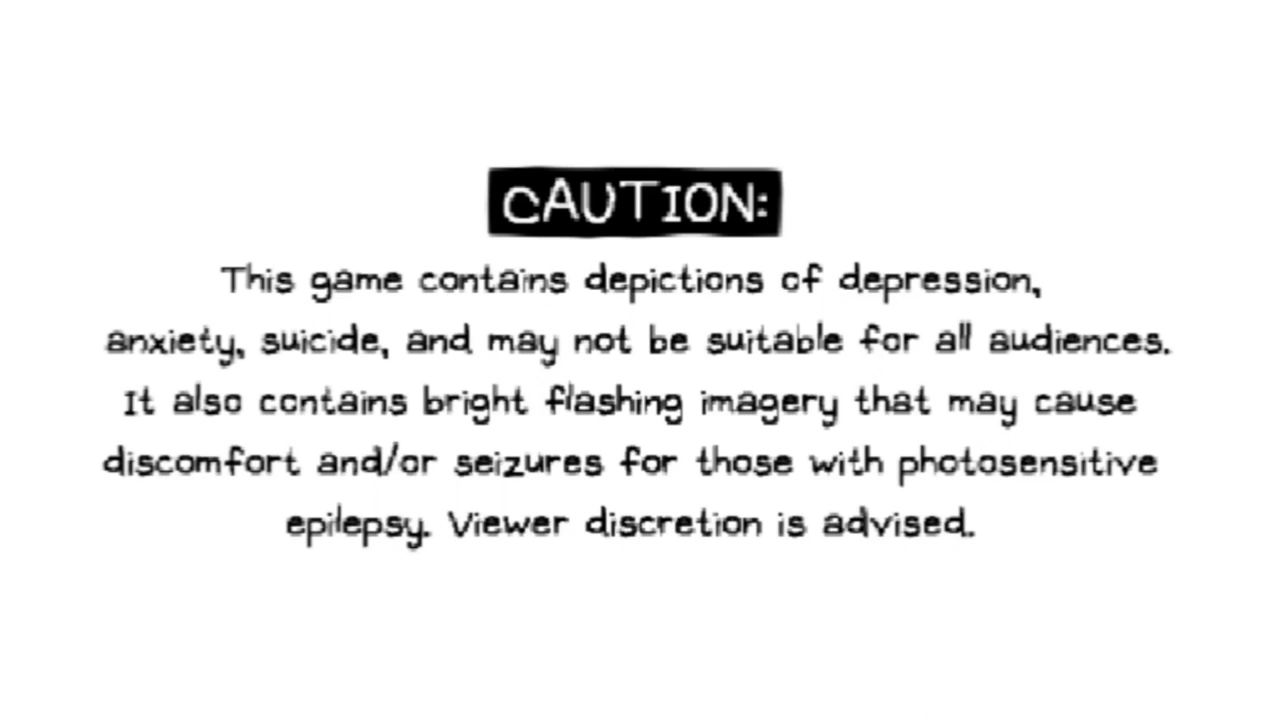 CAUTION:
This game contains depictions of depression,
anxiety, suicide, and may not be suitable for all audiences.
It also contains bright flashing imagery that may cause
discomfort and/or seizures for those with photosensitive
epilepsy. Viewer discretion is advised.